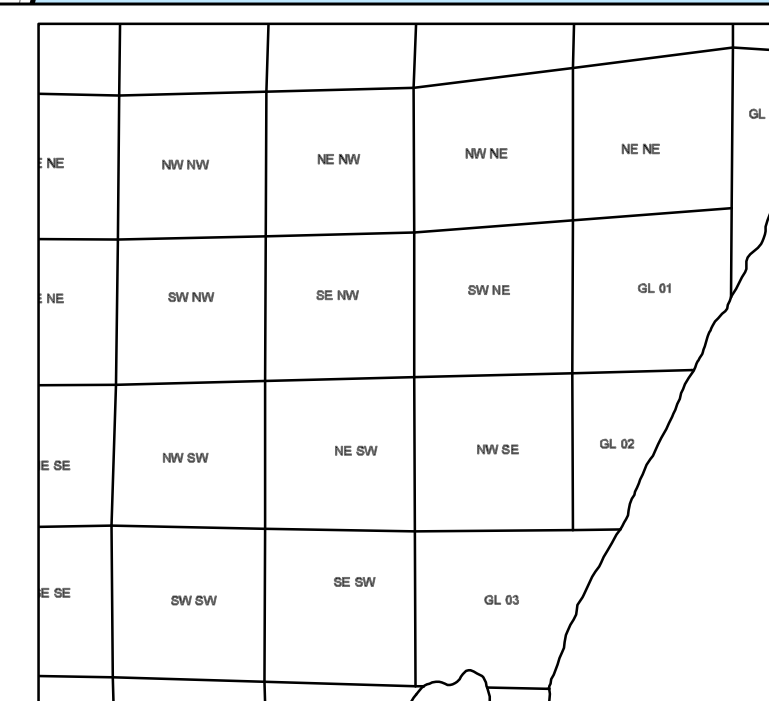 GL
NE NE
NW NE
NE NW
NW NW
NE
GL 01
SW NE
SE NW
SW NW
NE
GL 02
NW SE
NE SW
NW SW
E SE
SE SW
E SE
SW SW
GL 03